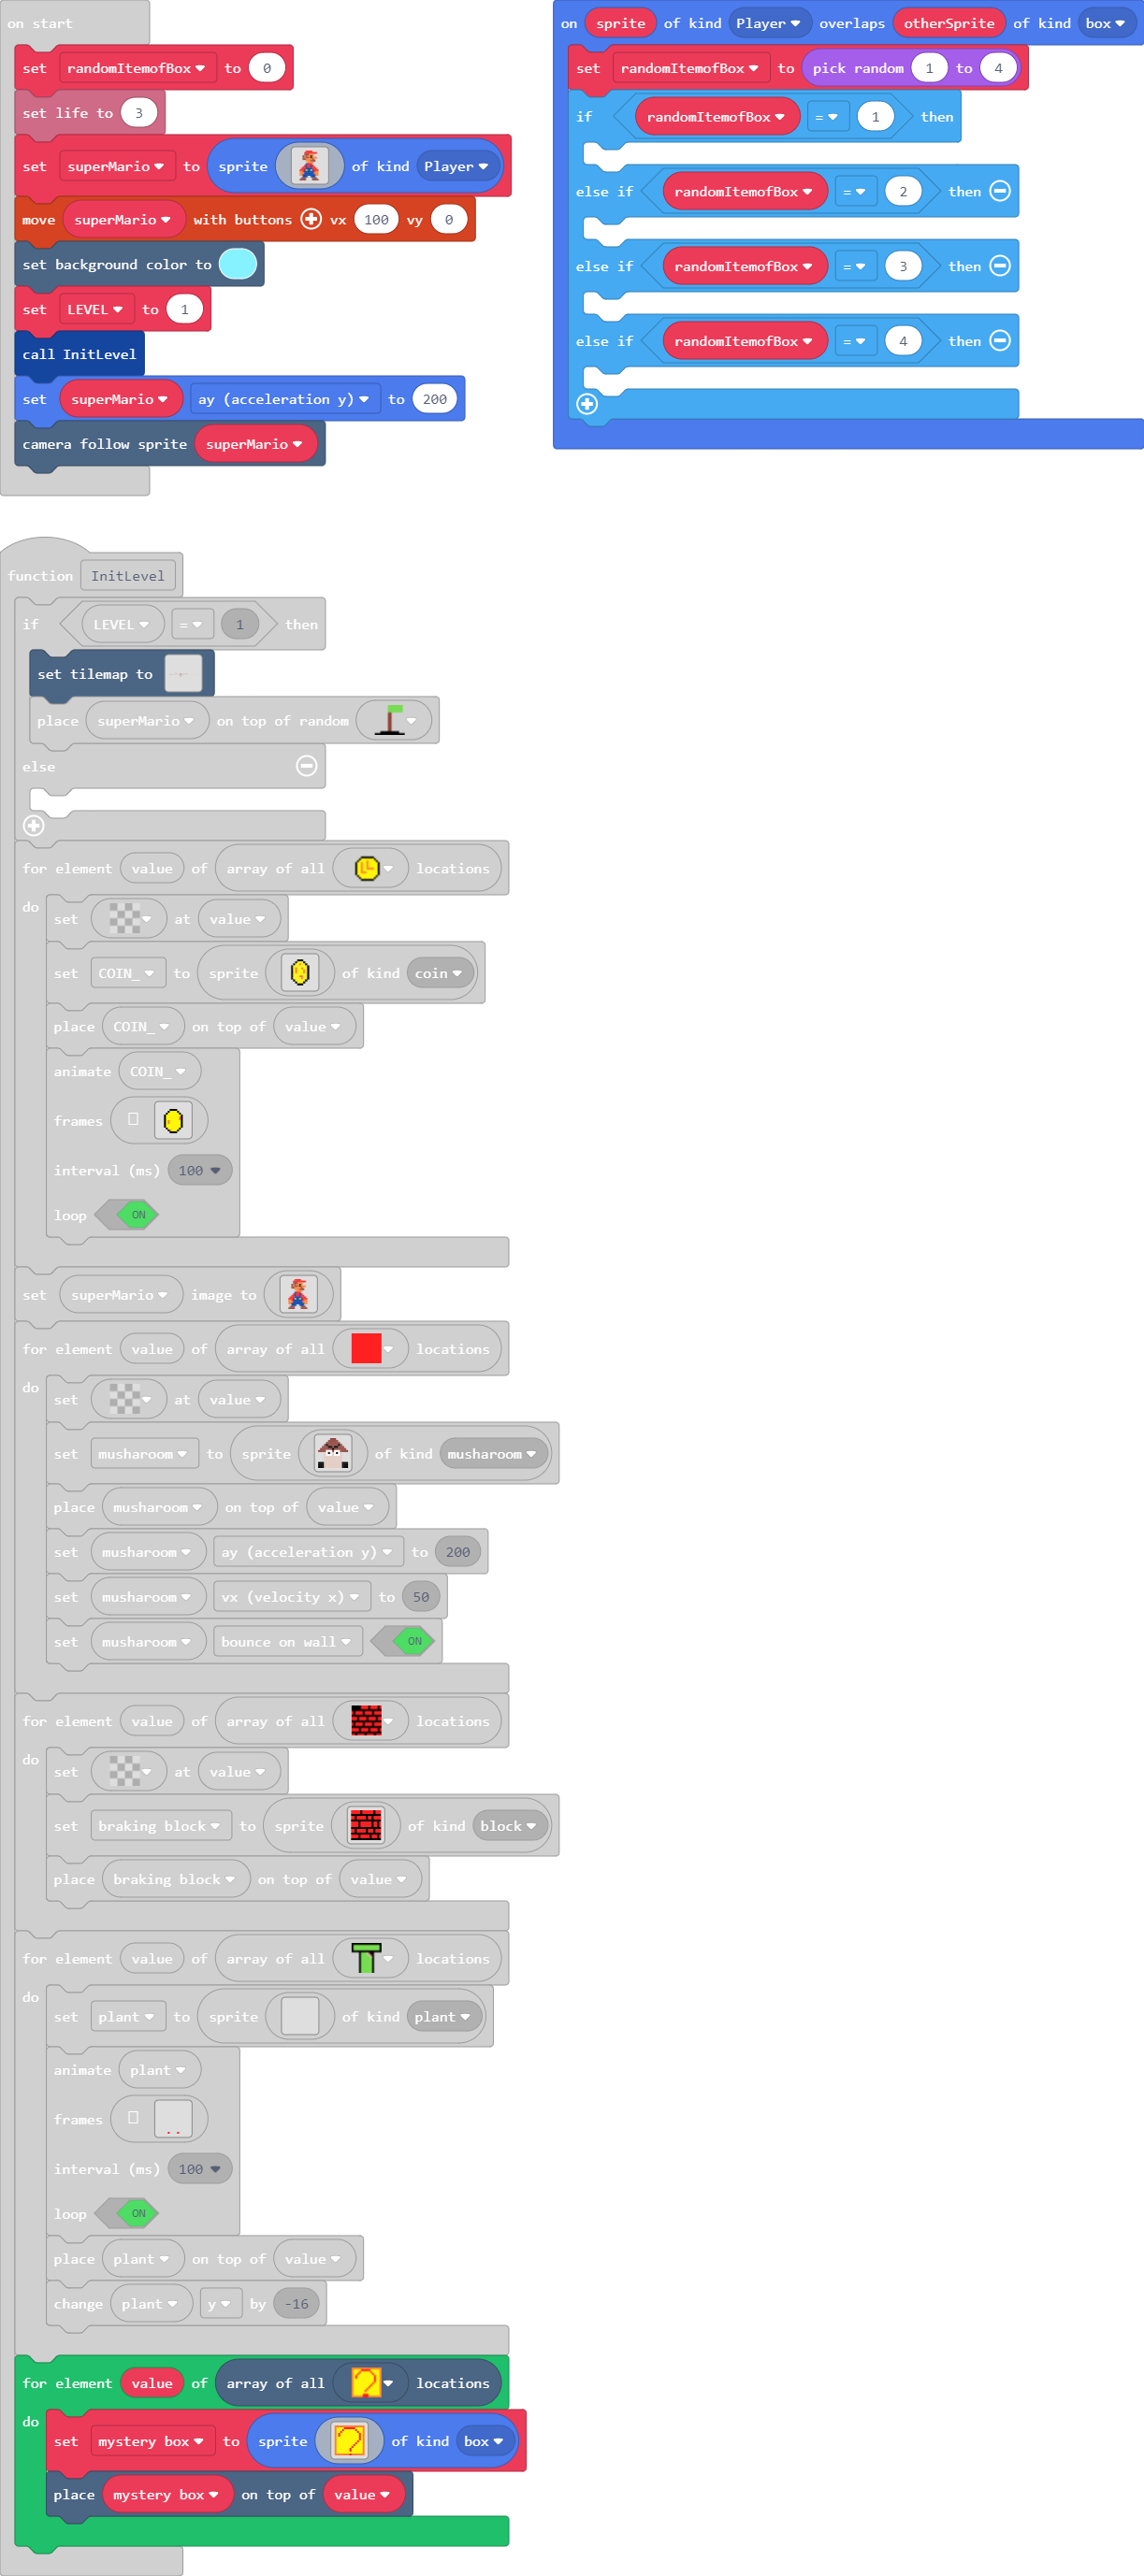 on start
set randomItemofBox to 0
set life to 3
set superMario to sprite of kind Player
move superMario with buttons vx 100 vy 0
set background color to
set LEVEL to 1
call InitLevel
set superMario ay (acceleration y) to 200
camera follow sprite superMario
on sprite of kind Player overlaps otherSprite of kind box
set randomItemofBox to pick random 1 to 4
if randomItemofBox = 1 then
else if randomItemofBox = 2 then
else if randomItemofBox = 3 then
else if randomItemofBox = 4 then
function InitLevel
if LEVEL = 1 then
set tilemap to
place superMario on top of random
else
for element value of array of all locations
do
set at value
set COIN_ to sprite of kind coin
place COIN_ on top of value
animate COIN_
frames
interval (ms) 100
loop ON
set superMario image to
for element value of array of all locations
do
set at value
set musharoom to sprite of kind musharoom
place musharoom on top of value
set musharoom ay (acceleration y) to 200
set musharoom vx (velocity x) to 50
set musharoom bounce on wall ON
for element value of array of all locations
do
set at value
set braking block to sprite of kind block
place braking block on top of value
for element value of array of all locations
do
set plant to sprite of kind plant
animate plant
frames
interval (ms) 100
loop ON
place plant on top of value
change plant y by -16
for element value of array of all ? locations
do
set mystery box to sprite ? of kind box
place mystery box on top of value